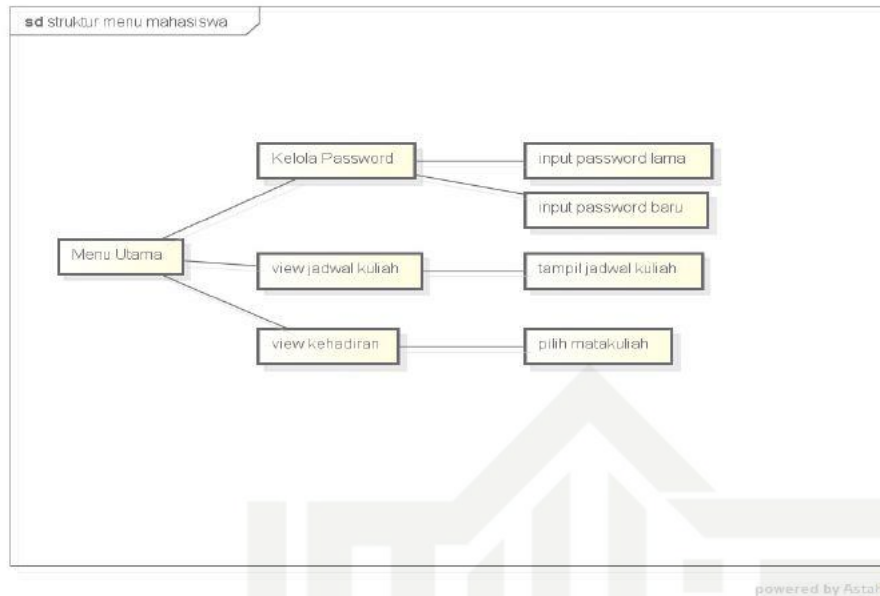 sd struktur menu mahasiswa
Kelola Password
input password lama
input password baru
Menu Utama
view jadwal kuliah
tampil jadwal kuliah
view kehadiran
pilih matakuliah
powered by Astah